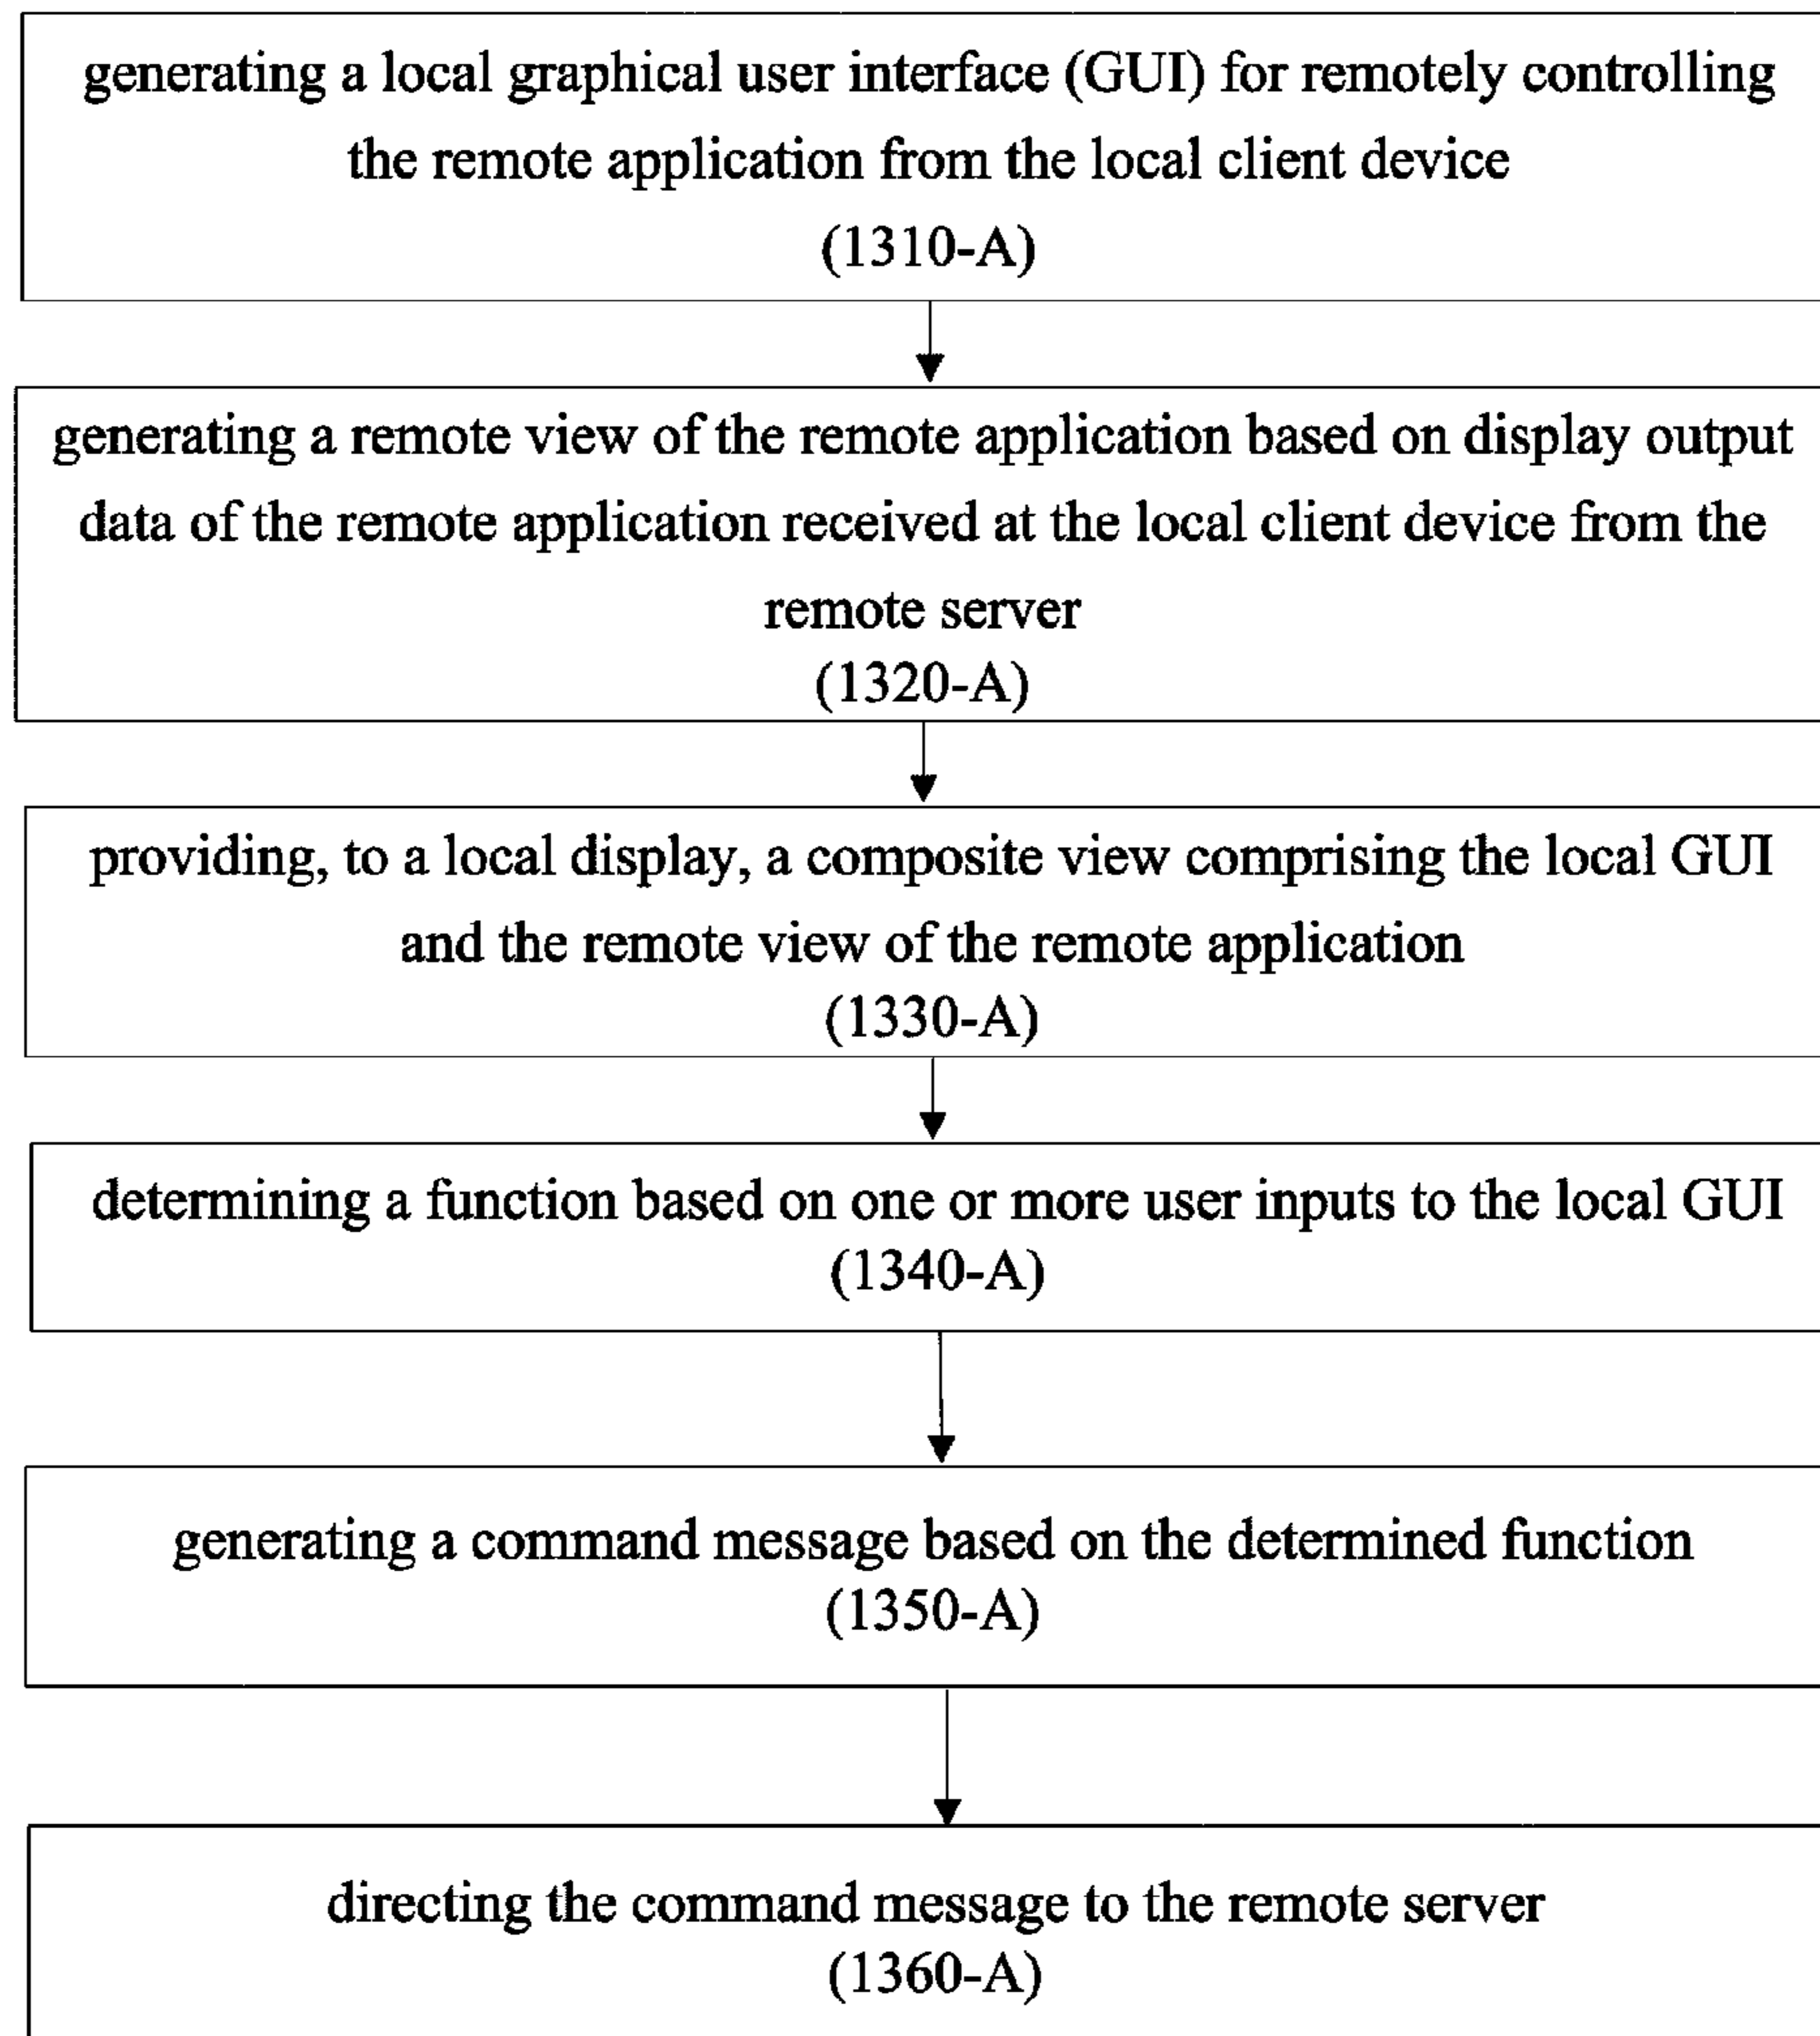 generating a local graphical user interface (GUI) for remotely controlling
the remote application from the local client device
(1310-A)
generating a remote view of the remote application based on display output
data of the remote application received at the local client device from the
remote server
(1320-A)
providing, to a local display, a composite view comprising the local GUI
and the remote view of the remote application
(1330-A)
determining a function based on one or more user inputs to the local GUI
(1340-A)
generating a command message based on the determined function
(1350-A)
directing the command message to the remote server
(1360-A)